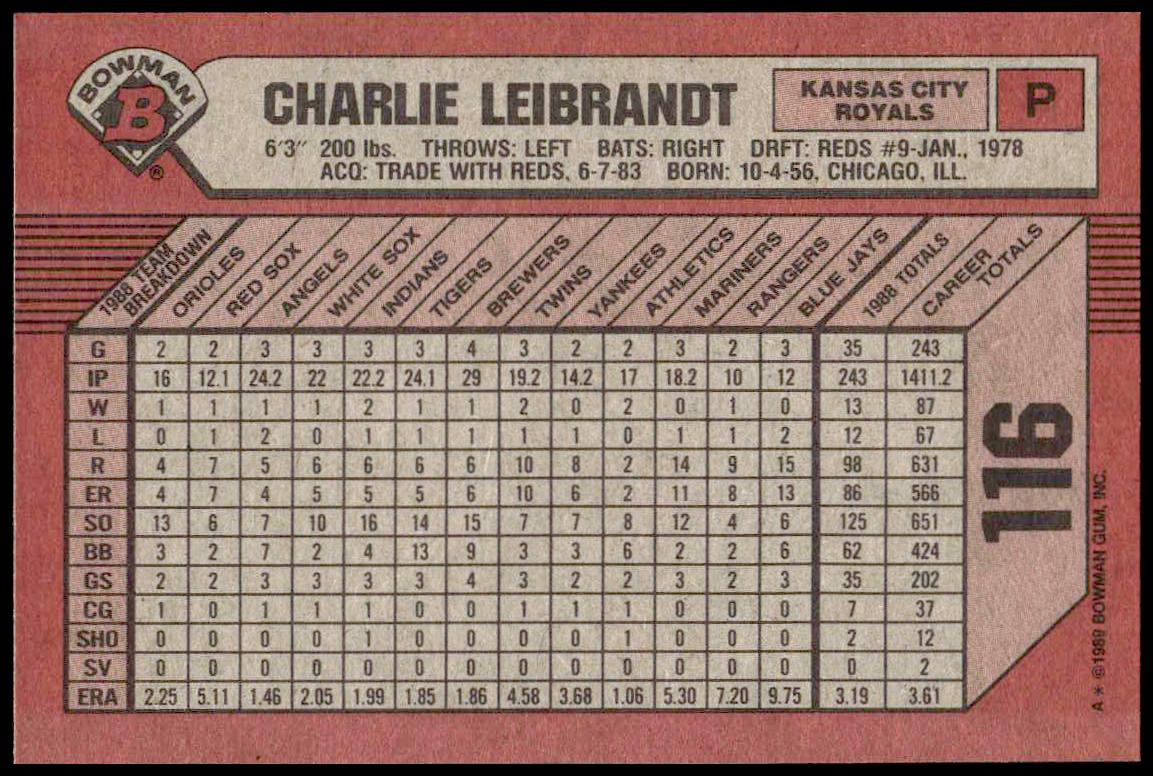 BOWMAN
B
®
CHARLIE LEIBRANDT
KANSAS CITY
ROYALS
P
6'3" 200 lbs. THROWS: LEFT BATS: RIGHT DRFT: REDS #9-JAN., 1978
ACQ: TRADE WITH REDS, 6-7-83 BORN: 10-4-56, CHICAGO, ILL.
1988 TEAM
BREAKDOWN
ORIOLES
RED SOX
ANGELS
WHITE SOX
INDIANS
TIGERS
BREWERS
TWINS
YANKEES
ATHLETICS
MARINERS
RANGERS
BLUE JAYS
1988 TOTALS
CAREER
TOTALS
G 2 2 3 3 3 3 4 3 2 2 3 2 3 35 243
IP 16 12.1 24.2 22 22.2 24.1 29 19.2 14.2 17 18.2 10 12 243 1411.2
W 1 1 1 1 2 1 1 2 0 2 0 1 0 13 87
L 0 1 2 0 1 1 1 1 1 0 1 1 2 12 67
R 4 7 5 6 6 6 6 10 8 2 14 9 15 98 631
ER 4 7 4 5 5 5 6 10 6 2 11 8 13 86 566
SO 13 6 7 10 16 14 15 7 7 8 12 4 6 125 651
BB 3 2 7 2 4 13 9 3 3 6 2 2 6 62 424
GS 2 2 3 3 3 3 4 3 2 2 3 2 3 35 202
CG 1 0 1 1 1 0 0 1 1 1 0 0 0 7 37
SHO 0 0 0 0 1 0 0 0 0 1 0 0 0 2 12
SV 0 0 0 0 0 0 0 0 0 0 0 0 0 0 2
ERA 2.25 5.11 1.46 2.05 1.99 1.85 1.86 4.58 3.68 1.06 5.30 7.20 9.75 3.19 3.61
116
A * ©1989 BOWMAN GUM, INC.